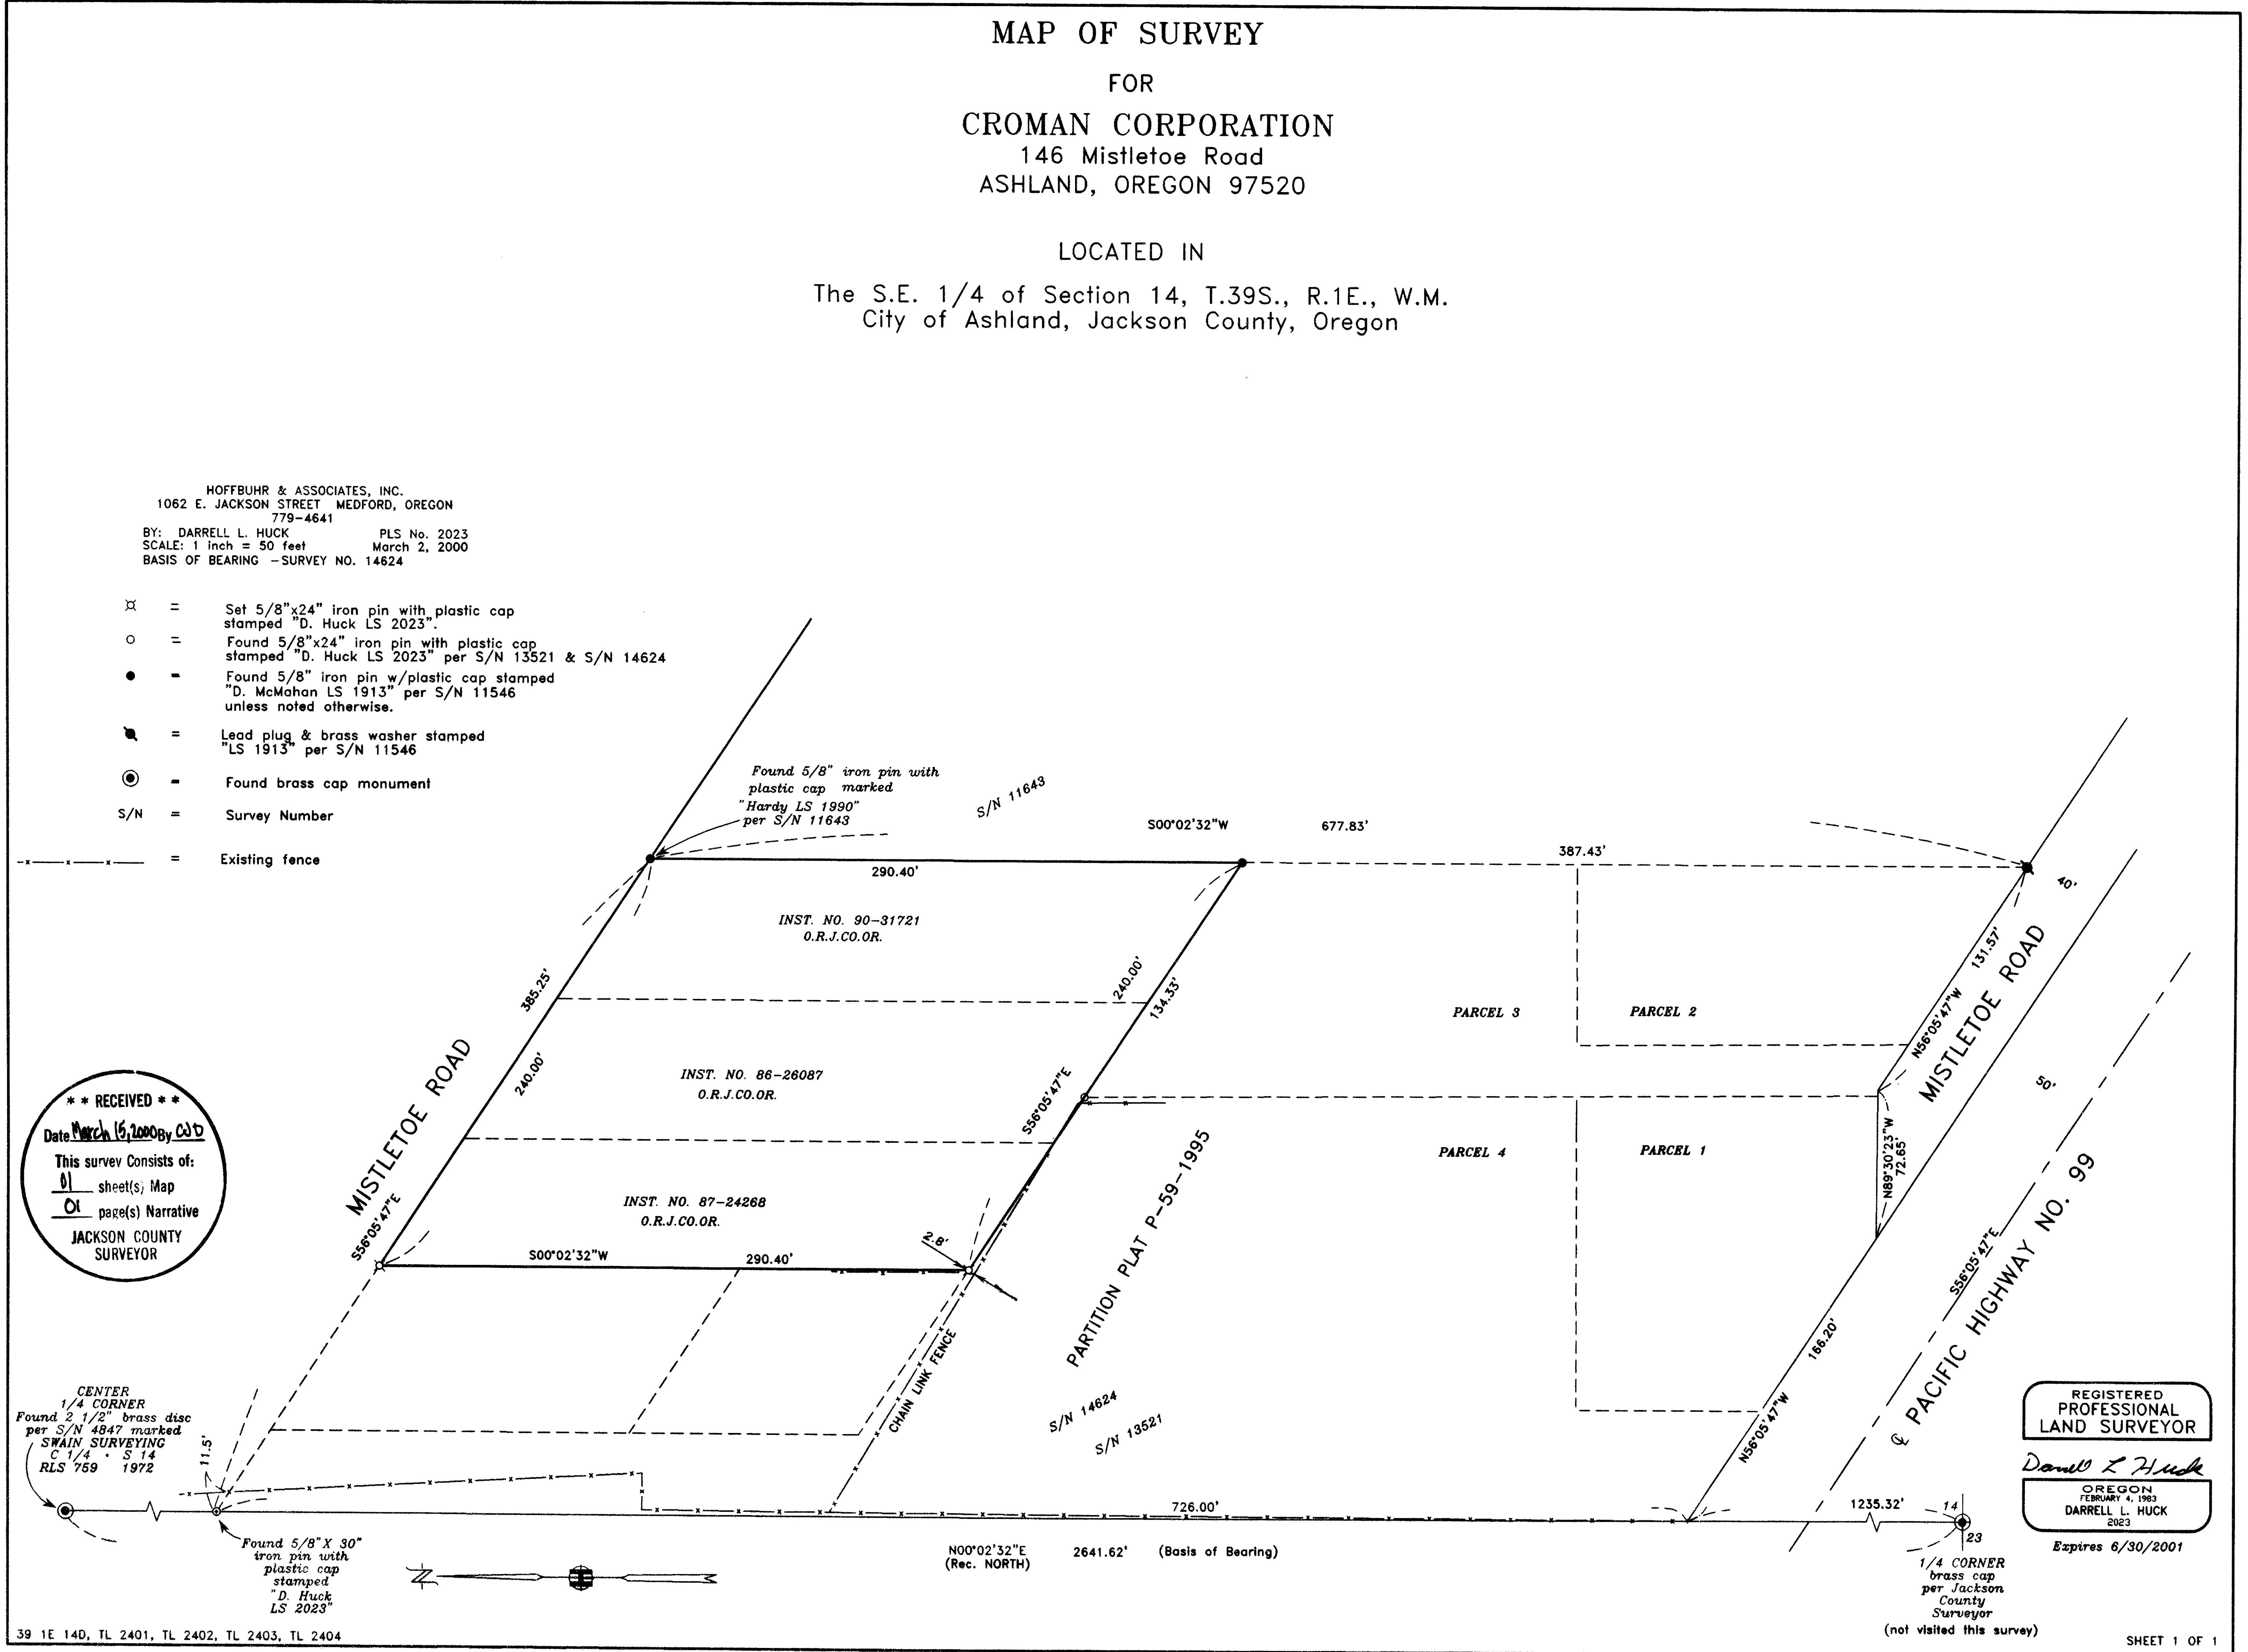 MAP OF SURVEY
FOR
CROMAN CORPORATION
146 Mistletoe Road
ASHLAND, OREGON 97520
LOCATED IN
The S.E. 1/4 of Section 14, T.39S., R.1E., W.M.
City of Ashland, Jackson County, Oregon
HOFFBUHR & ASSOCIATES, INC.
1062 E. JACKSON STREET MEDFORD, OREGON
779-4641
BY: DARRELL L. HUCK PLS No. 2023
SCALE: 1 inch = 50 feet March 2, 2000
BASIS OF BEARING - SURVEY NO. 14624
= Set 5/8"x24" iron pin with plastic cap
stamped "D. Huck LS 2023".
= Found 5/8"x24" iron pin with plastic cap
stamped "D. Huck LS 2023" per S/N 13521 & S/N 14624
= Found 5/8" iron pin w/plastic cap stamped
"D. McMahan LS 1913" per S/N 11546
unless noted otherwise.
= Lead plug & brass washer stamped
"LS 1913" per S/N 11546
= Found brass cap monument
S/N = Survey Number
-x- x x = Existing fence
Found 5/8" iron pin with
plastic cap marked
"Hardy LS 1990"
per S/N 11643
S/N 11643
S00°02'32"W 677.83'
387.43'
290.40'
40'
INST. NO. 90-31721
O.R.J.CO.OR.
385.25'
240.00'
134.33'
131.57'
N56°05'47"W
MISTLETOE ROAD
PARCEL 3
PARCEL 2
240.00'
MISTLETOE ROAD
S56°05'47"E
INST. NO. 86-26087
O.R.J.CO.OR.
S56°05'47"E
50'
PARCEL 4
PARCEL 1
N89°30'23"W
72.65'
INST. NO. 87-24268
O.R.J.CO.OR.
S00°02'32"W 290.40'
2.8'
PARTITION PLAT P-59-1995
S56°05'47"E
℄ PACIFIC HIGHWAY NO. 99
166.20'
N56°05'47"W
CHAIN LINK FENCE
S/N 14624
S/N 13521
* * RECEIVED * *
Date March 15, 2000 By CWD
This survey Consists of:
01 sheet(s) Map
01 page(s) Narrative
JACKSON COUNTY
SURVEYOR
CENTER
1/4 CORNER
Found 2 1/2" brass disc
per S/N 4847 marked
SWAIN SURVEYING
C 1/4 · S 14
RLS 759 1972
11.5'
726.00'
1235.32'
14
23
Found 5/8" X 30"
iron pin with
plastic cap
stamped
"D. Huck
LS 2023"
N00°02'32"E 2641.62' (Basis of Bearing)
(Rec. NORTH)
1/4 CORNER
brass cap
per Jackson
County
Surveyor
(not visited this survey)
REGISTERED
PROFESSIONAL
LAND SURVEYOR
Darrell L Huck
OREGON
FEBRUARY 4, 1983
DARRELL L. HUCK
2023
Expires 6/30/2001
39 1E 14D, TL 2401, TL 2402, TL 2403, TL 2404
SHEET 1 OF 1